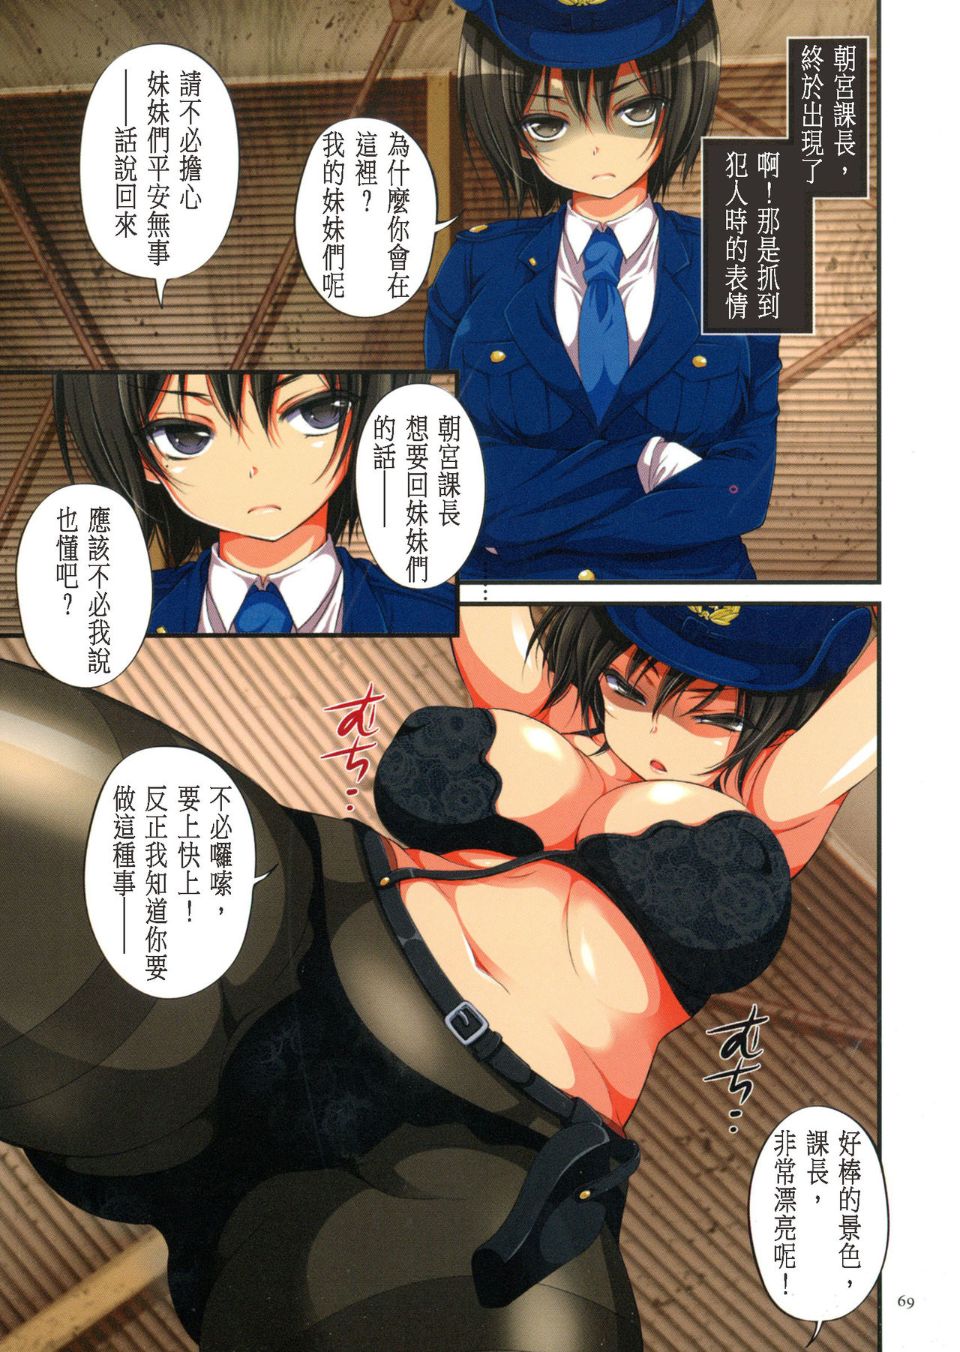 朝宮課長，
終於出現了
啊！那是抓到
犯人時的表情
為什麼你會在
這裡？
我的妹妹們呢
請不必擔心
妹妹們平安無事
——話說回來
朝宮課長
想要回妹妹們
的話——
應該不必我說
也懂吧？
むち…
不必囉嗦，
要上快上！
反正我知道你要
做這種事——
むち…
好棒的景色，
課長，
非常漂亮呢！
69